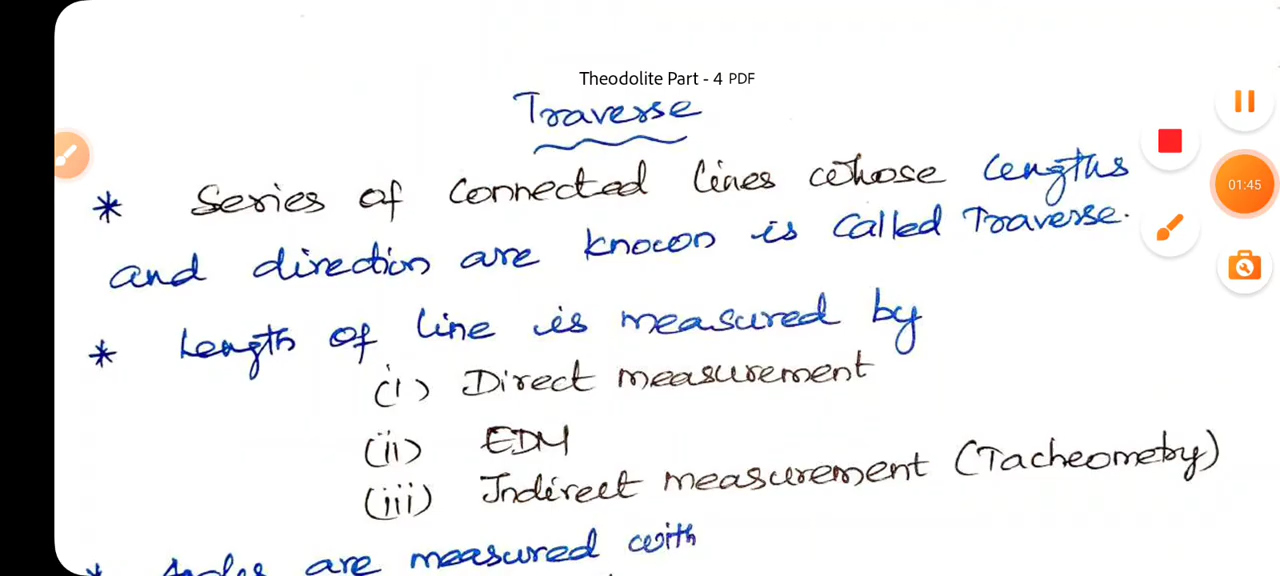 Theodolite Part - 4 PDF
Traverse
01:45
* Series of connected lines whose lengths
and direction are known is called Traverse.
* Length of line is measured by
(i) Direct measurement
(ii) EDM
(iii) Indirect measurement (Tacheometry)
* Angles are measured with